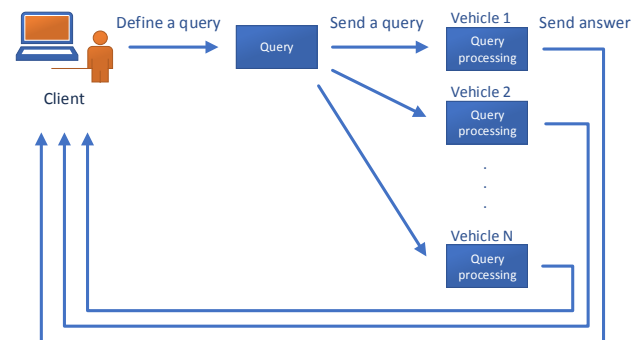 Define a query
Query
Send a query
Vehicle 1
Query
processing
Send answer
Client
Vehicle 2
Query
processing
.
.
.
Vehicle N
Query
processing